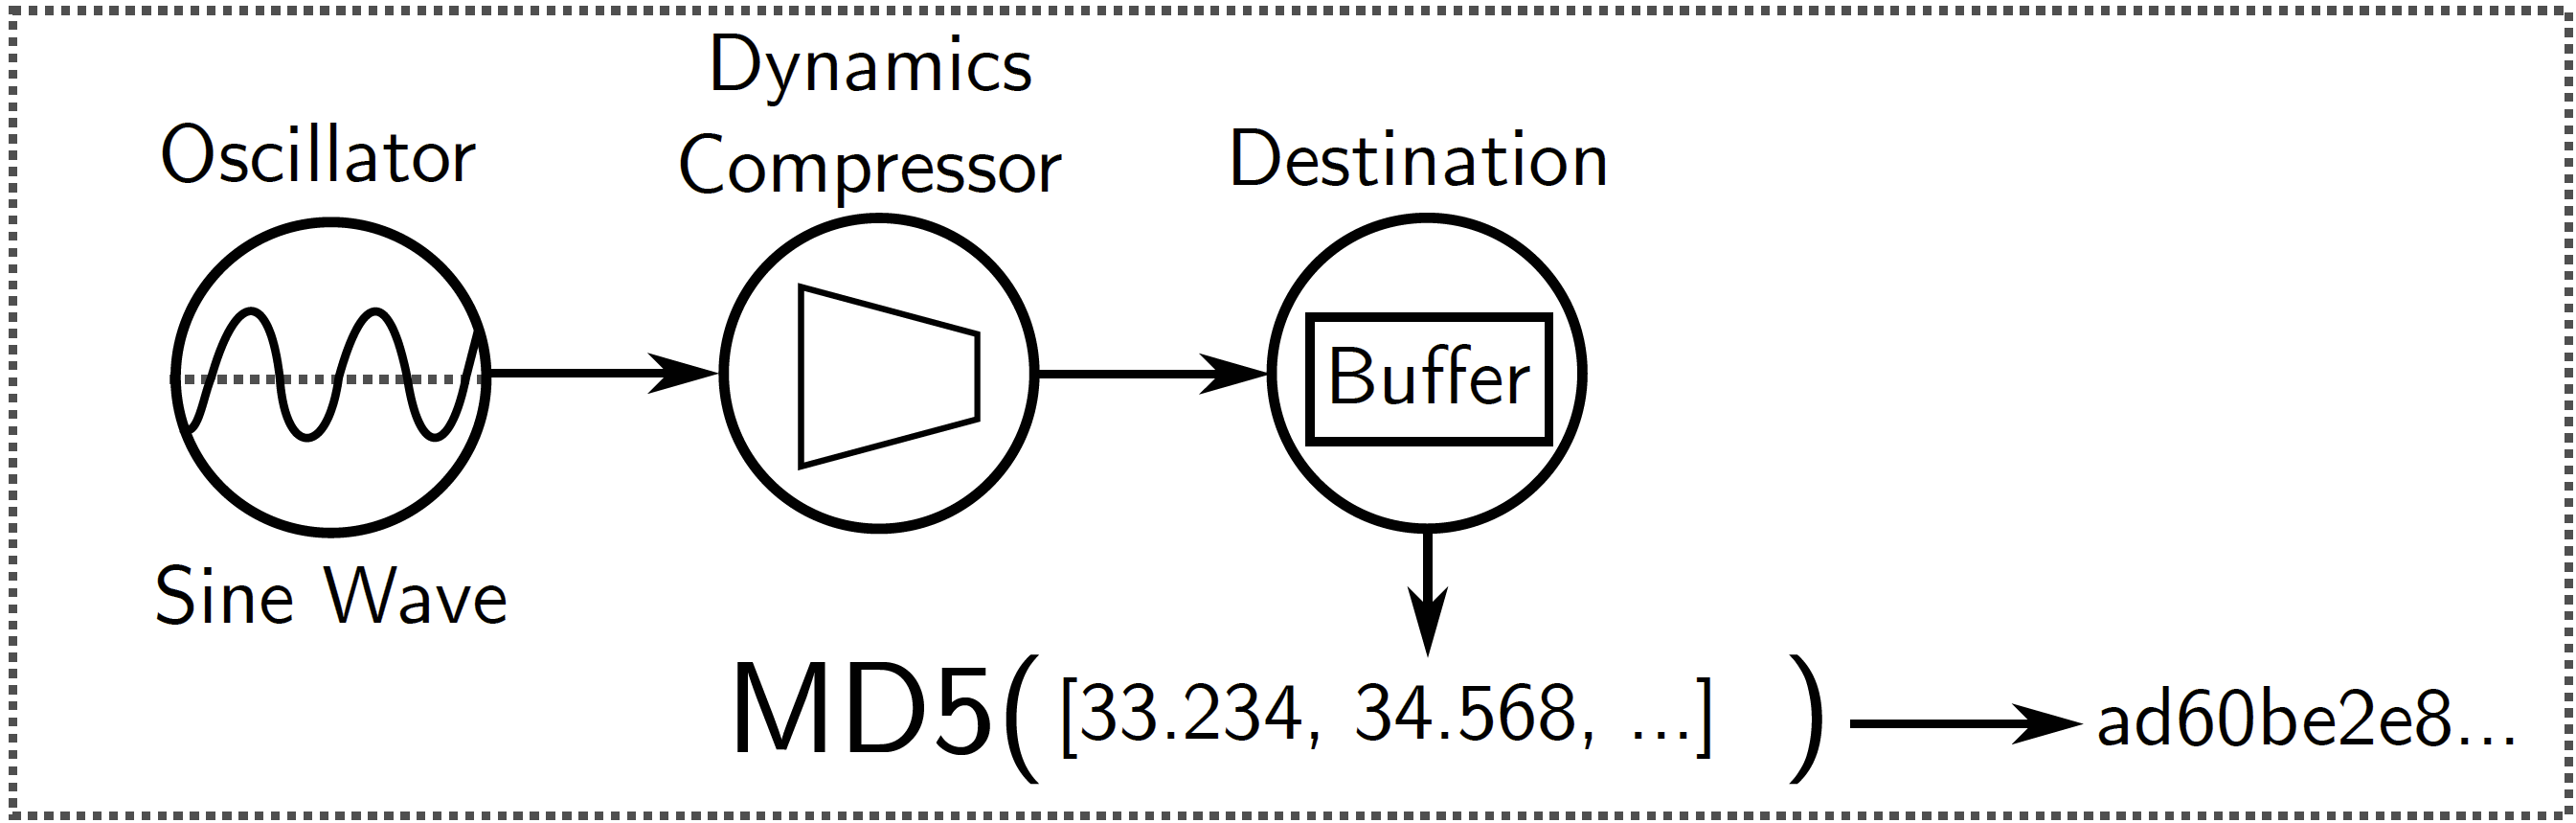 Oscillator
Sine Wave
Dynamics
Compressor
Destination
Buffer
MD5( [33.234, 34.568, ...] )
ad60be2e8...